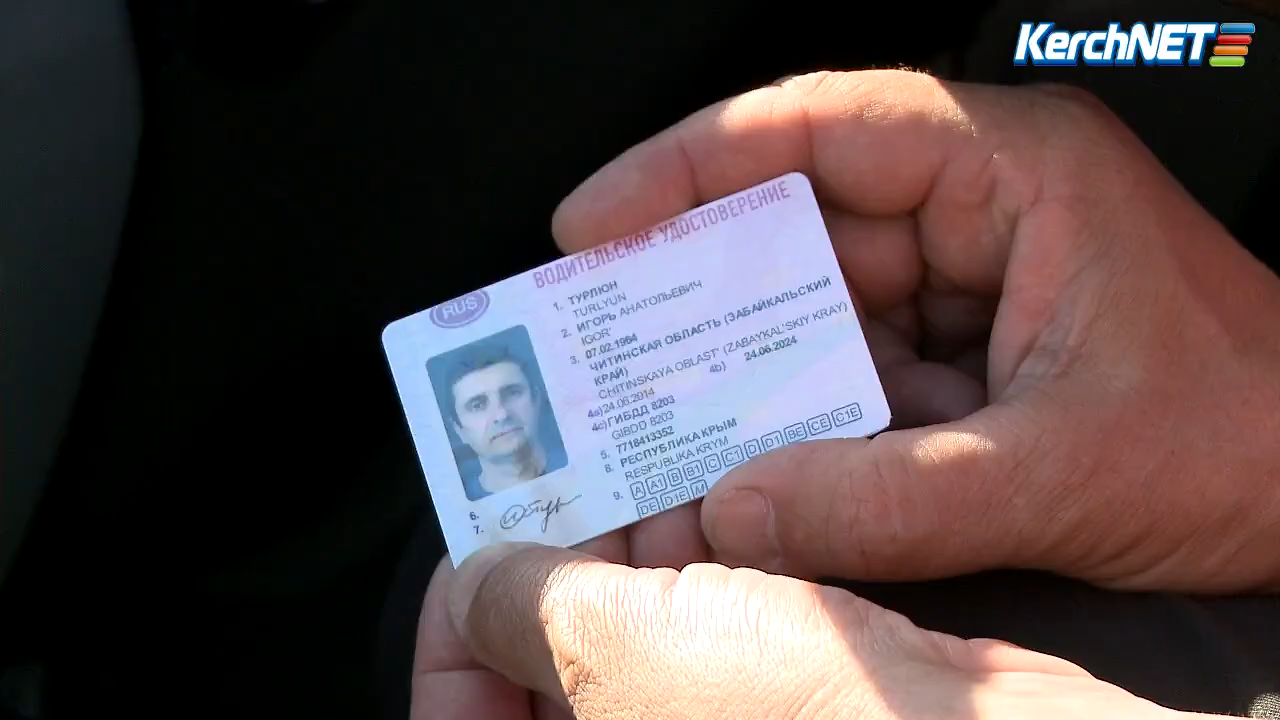 KerchNET
ВОДИТЕЛЬСКОЕ УДОСТОВЕРЕНИЕ
RUS
1. ТУРЛЮН
TURLYUN
2. ИГОРЬ АНАТОЛЬЕВИЧ
IGOR'
3. 07.02.1964
ЧИТИНСКАЯ ОБЛАСТЬ (ЗАБАЙКАЛЬСКИЙ
КРАЙ)
CHITINSKAYA OBLAST' (ZABAYKAL'SKIY KRAY)
4a) 24.06.2014 4b) 24.06.2024
4c) ГИБДД 8203
GIBDD 8203
5. 7718413352
8. РЕСПУБЛИКА КРЫМ
RESPUBLIKA KRYM
9. A A1 B B1 C C1 D D1 BE CE C1E
DE D1E M
6.
7.